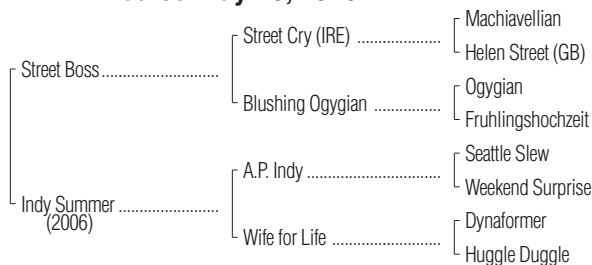 Machiavellian
Street Cry (IRE)
Helen Street (GB)
Street Boss
Ogygian
Blushing Ogygian
Fruhlingshochzeit
Seattle Slew
A.P. Indy
Weekend Surprise
Indy Summer
(2006)
Dynaformer
Wife for Life
Huggle Duggle